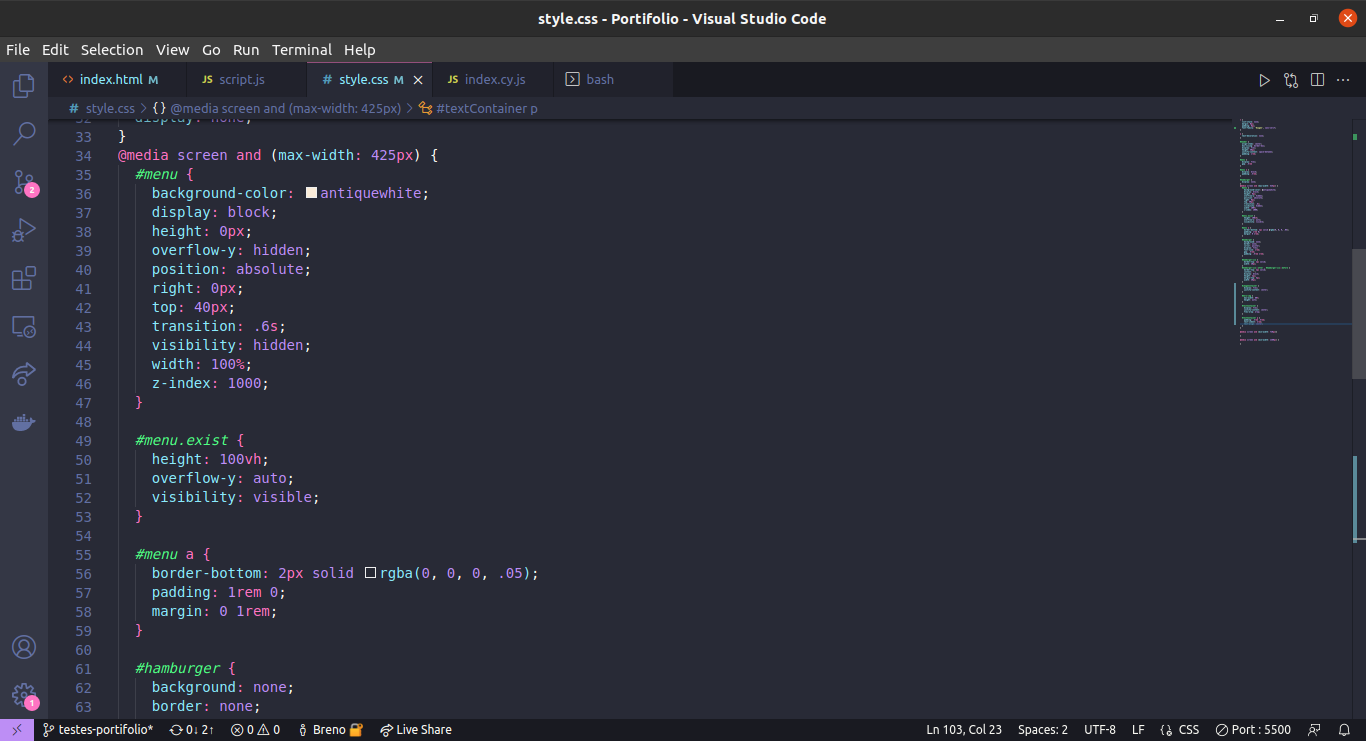 style.css - Portifolio - Visual Studio Code
File Edit Selection View Go Run Terminal Help
index.html M JS script.js # style.css M JS index.cy.js bash
# style.css > {} @media screen and (max-width: 425px) > #textContainer p
32 display: none;
33 }
34 @media screen and (max-width: 425px) {
35 #menu {
36 background-color: antiquewhite;
37 display: block;
38 height: 0px;
39 overflow-y: hidden;
40 position: absolute;
41 right: 0px;
42 top: 40px;
43 transition: .6s;
44 visibility: hidden;
45 width: 100%;
46 z-index: 1000;
47 }
48
49 #menu.exist {
50 height: 100vh;
51 overflow-y: auto;
52 visibility: visible;
53 }
54
55 #menu a {
56 border-bottom: 2px solid rgba(0, 0, 0, .05);
57 padding: 1rem 0;
58 margin: 0 1rem;
59 }
60
61 #hamburger {
62 background: none;
63 border: none;
2
1
testes-portifolio* 0↓ 2↑ 0 0 Breno🔐 Live Share Ln 103, Col 23 Spaces: 2 UTF-8 LF {} CSS Port : 5500